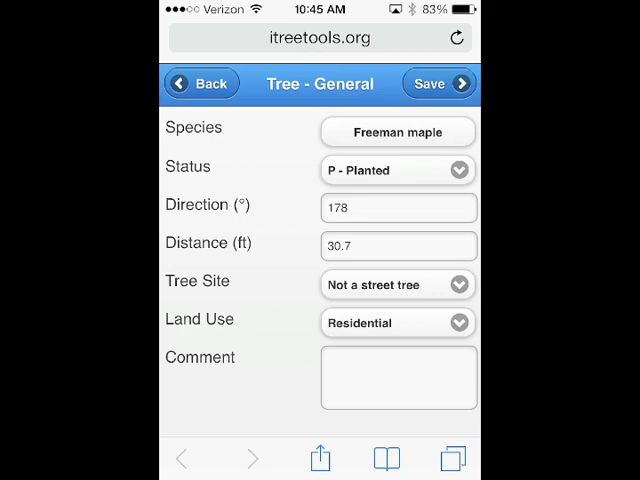 Verizon 10:45 AM 83%
itreetools.org
Back Tree - General Save
Species Freeman maple
Status P - Planted
Direction (°) 178
Distance (ft) 30.7
Tree Site Not a street tree
Land Use Residential
Comment